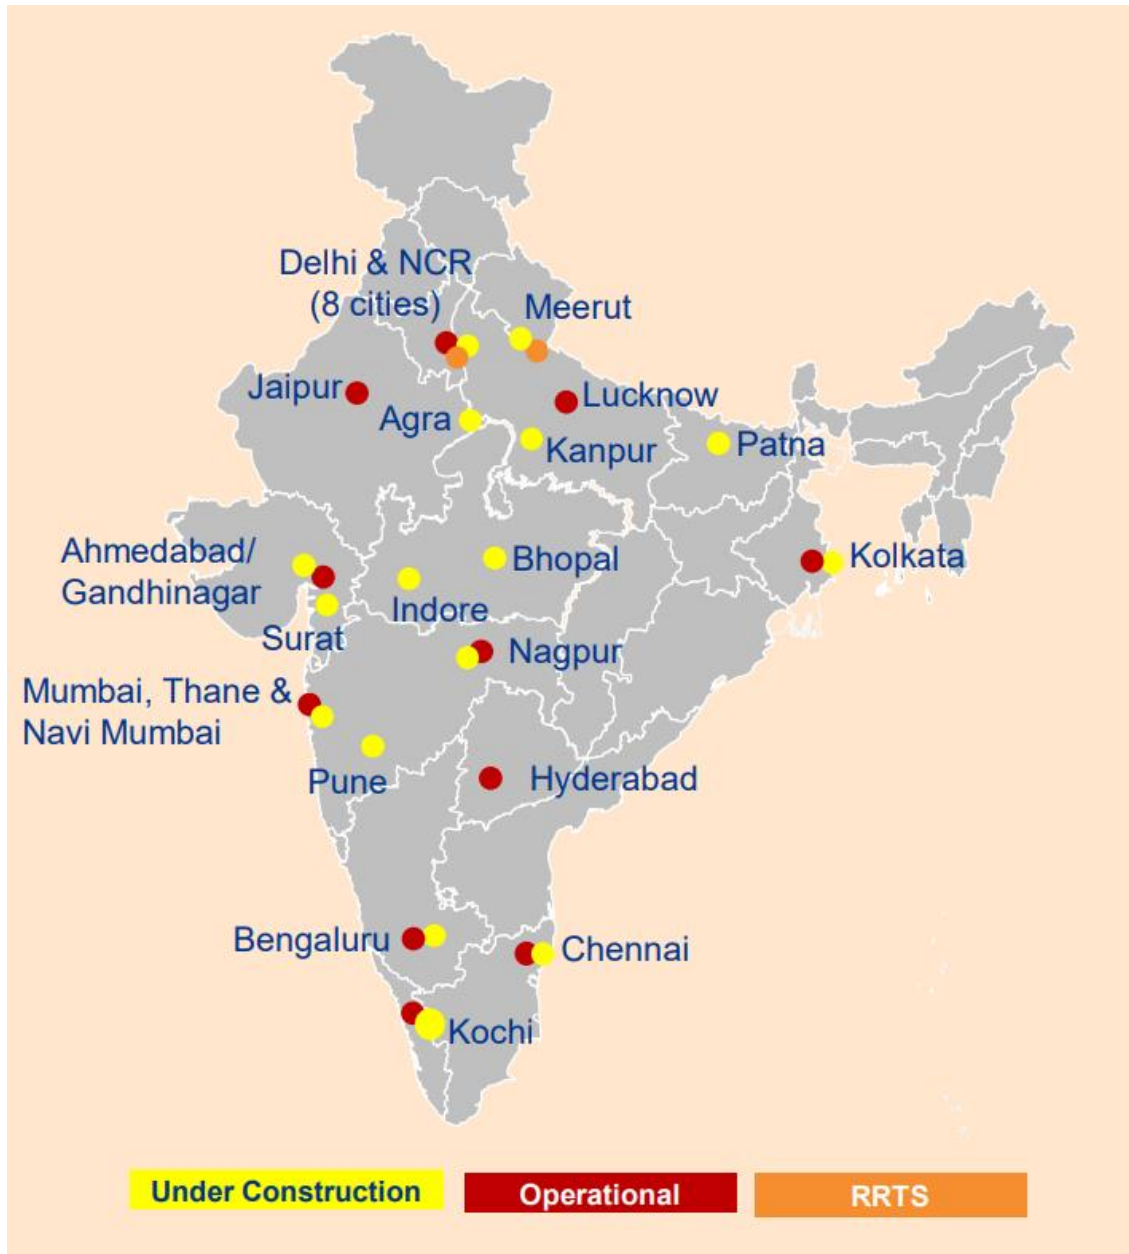 Delhi & NCR
(8 cities)
Meerut
Jaipur
Lucknow
Agra
Kanpur
Patna
Ahmedabad/
Gandhinagar
Bhopal
Kolkata
Indore
Surat
Nagpur
Mumbai, Thane &
Navi Mumbai
Pune
Hyderabad
Bengaluru
Chennai
Kochi
Under Construction
Operational
RRTS